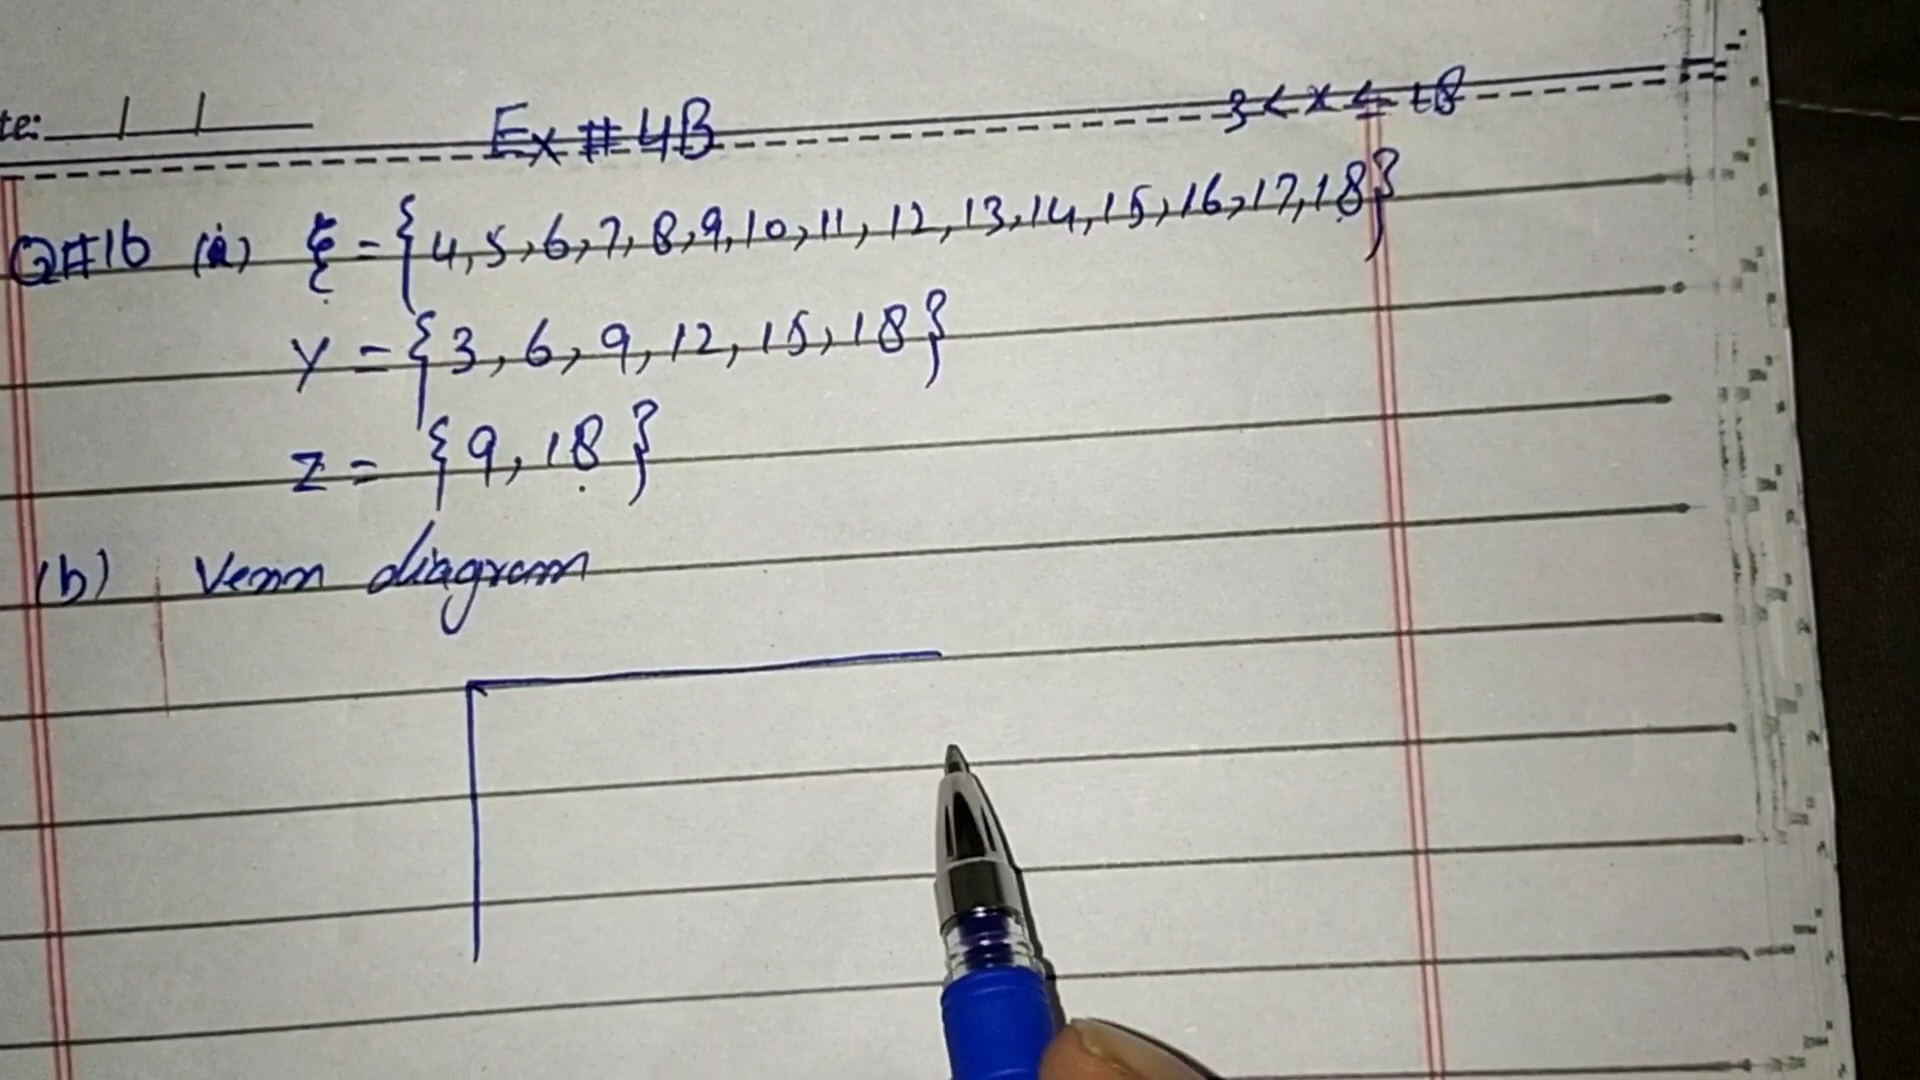 te: / /
Ex # 4B
3 < x ≤ 18
Q#16 (a) ξ = {4,5,6,7,8,9,10,11,12,13,14,15,16,17,18}
Y = {3,6,9,12,15,18}
Z = {9,18}
(b) Venn diagram